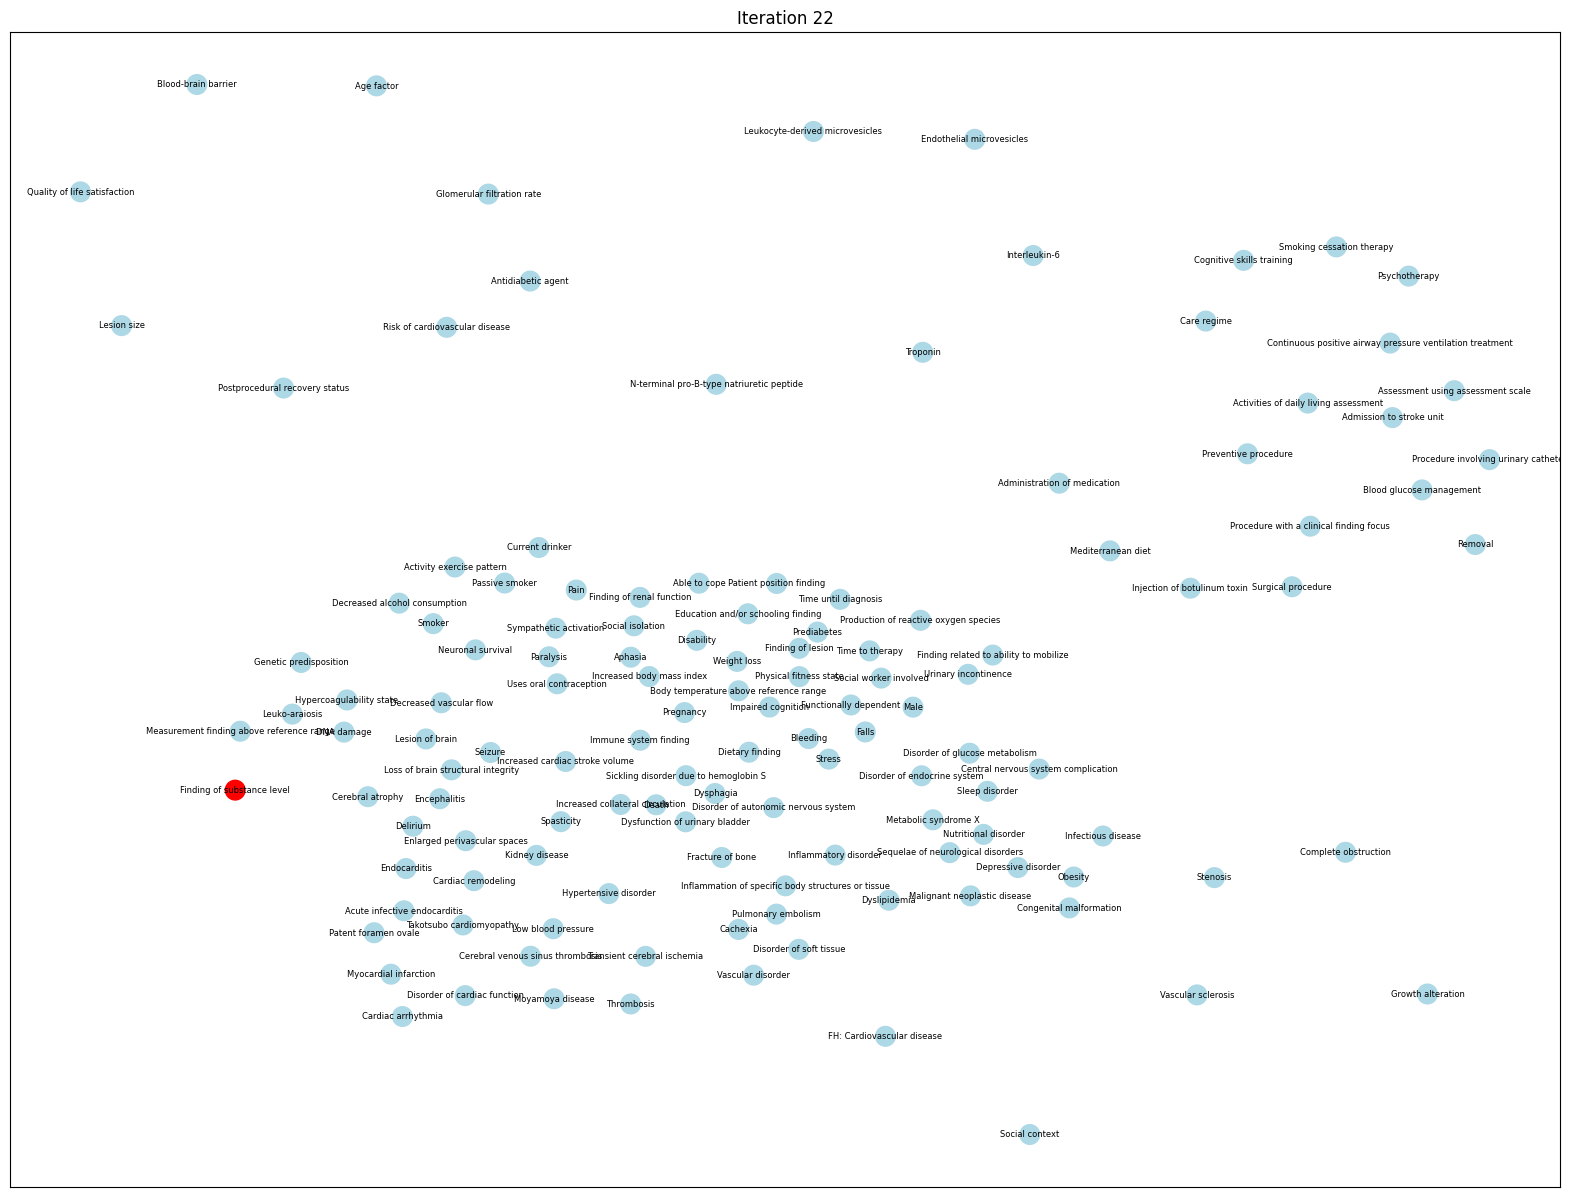 Iteration 22
Blood-brain barrier
Age factor
Leukocyte-derived microvesicles
Endothelial microvesicles
Quality of life satisfaction
Glomerular filtration rate
Smoking cessation therapy
Interleukin-6
Cognitive skills training
Psychotherapy
Antidiabetic agent
Care regime
Lesion size
Risk of cardiovascular disease
Continuous positive airway pressure ventilation treatment
Troponin
N-terminal pro-B-type natriuretic peptide
Postprocedural recovery status
Assessment using assessment scale
Activities of daily living assessment
Admission to stroke unit
Preventive procedure
Procedure involving urinary cathete
Administration of medication
Blood glucose management
Procedure with a clinical finding focus
Current drinker
Removal
Mediterranean diet
Activity exercise pattern
Passive smoker
Able to cope
Patient position finding
Pain
Injection of botulinum toxin
Surgical procedure
Finding of renal function
Time until diagnosis
Decreased alcohol consumption
Education and/or schooling finding
Production of reactive oxygen species
Smoker
Sympathetic activation
Social isolation
Prediabetes
Disability
Neuronal survival
Finding of lesion
Time to therapy
Finding related to ability to mobilize
Paralysis
Aphasia
Genetic predisposition
Weight loss
Urinary incontinence
Increased body mass index
Physical fitness state
Social worker involved
Uses oral contraception
Body temperature above reference range
Hypercoagulability state
Decreased vascular flow
Functionally dependent
Impaired cognition
Male
Leuko-araiosis
Pregnancy
Measurement finding above reference range
DNA damage
Falls
Lesion of brain
Immune system finding
Bleeding
Seizure
Dietary finding
Disorder of glucose metabolism
Stress
Increased cardiac stroke volume
Loss of brain structural integrity
Central nervous system complication
Sickling disorder due to hemoglobin S
Disorder of endocrine system
Finding of substance level
Sleep disorder
Cerebral atrophy
Encephalitis
Dysphagia
Increased collateral circulation
Death
Disorder of autonomic nervous system
Delirium
Spasticity
Dysfunction of urinary bladder
Metabolic syndrome X
Nutritional disorder
Infectious disease
Enlarged perivascular spaces
Kidney disease
Fracture of bone
Inflammatory disorder
Sequelae of neurological disorders
Complete obstruction
Endocarditis
Depressive disorder
Cardiac remodeling
Obesity
Stenosis
Inflammation of specific body structures or tissue
Hypertensive disorder
Malignant neoplastic disease
Dyslipidemia
Congenital malformation
Acute infective endocarditis
Pulmonary embolism
Takotsubo cardiomyopathy
Low blood pressure
Cachexia
Patent foramen ovale
Disorder of soft tissue
Cerebral venous sinus thrombosis
Transient cerebral ischemia
Myocardial infarction
Vascular disorder
Disorder of cardiac function
Moyamoya disease
Vascular sclerosis
Growth alteration
Thrombosis
Cardiac arrhythmia
FH: Cardiovascular disease
Social context